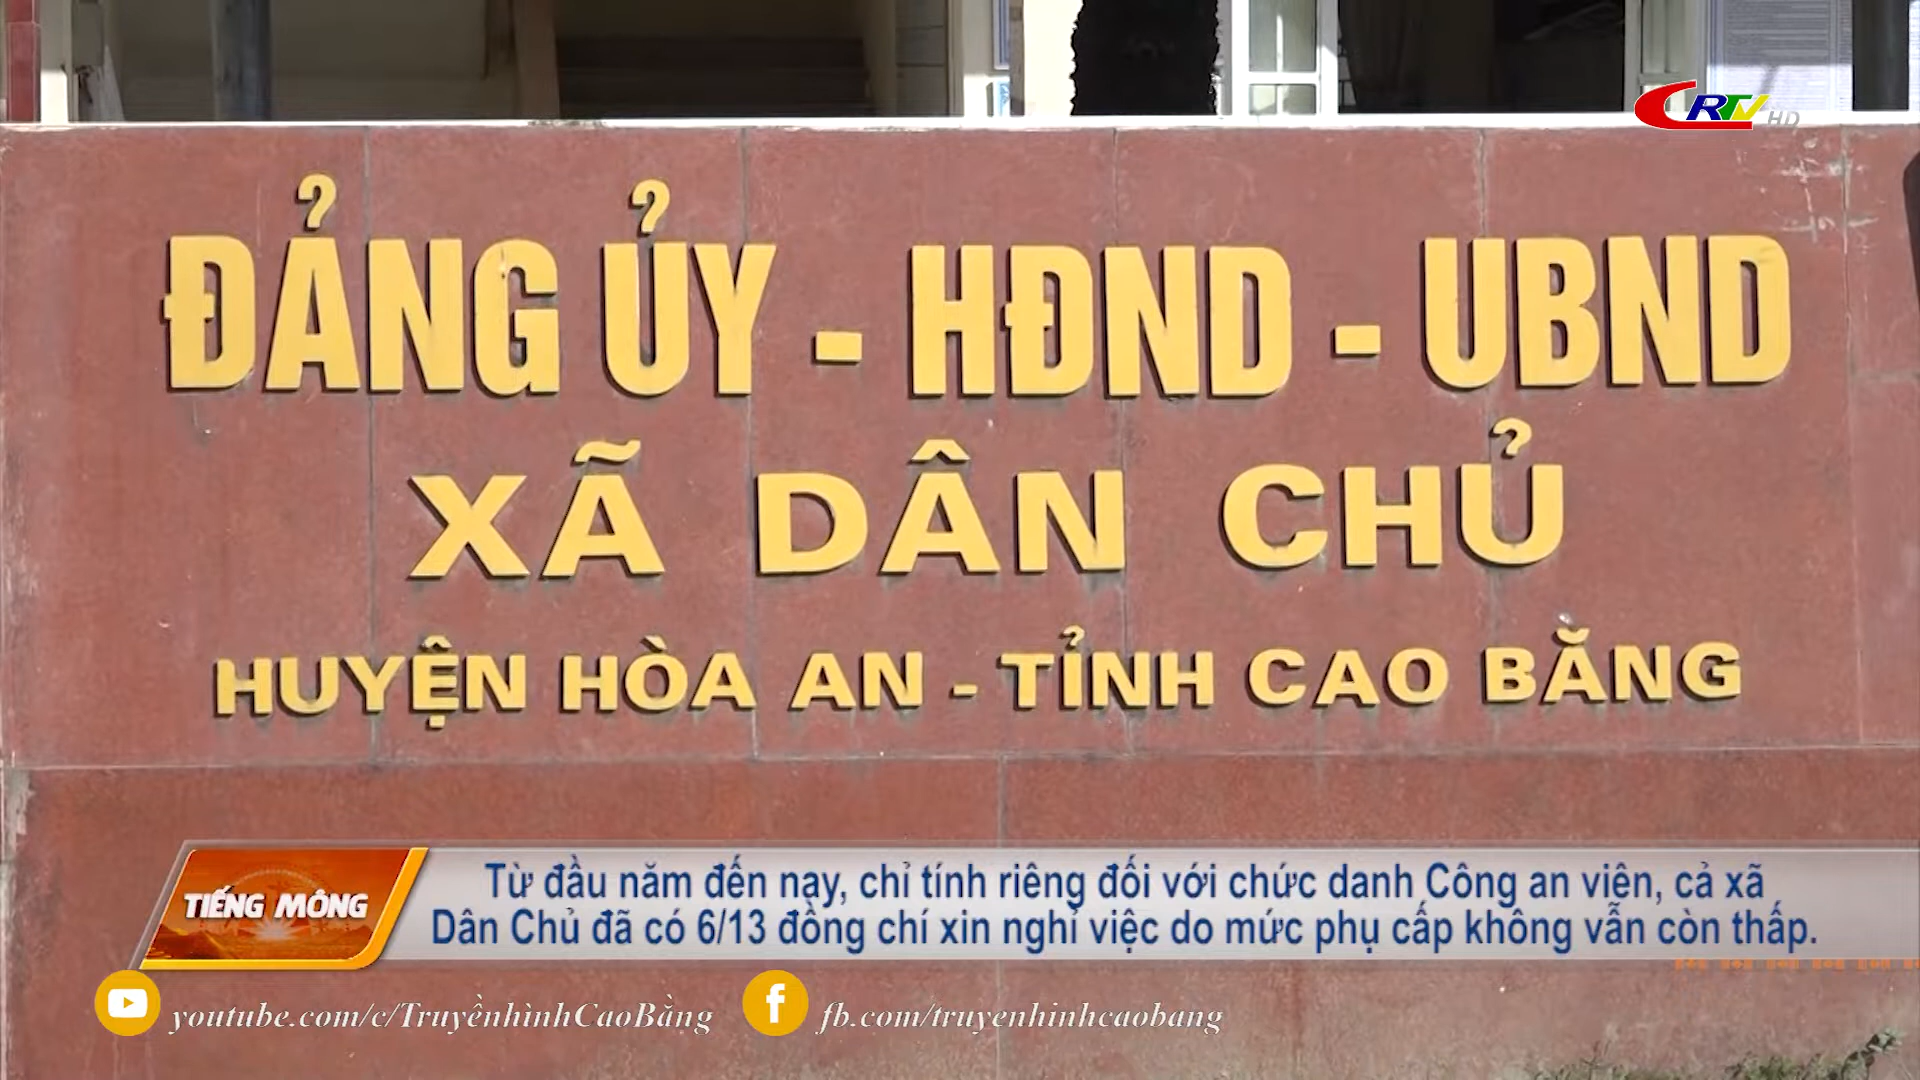 CRTV HD
ĐẢNG ỦY - HĐND - UBND
XÃ DÂN CHỦ
HUYỆN HÒA AN - TỈNH CAO BẰNG
TIẾNG MÔNG
Từ đầu năm đến nay, chỉ tính riêng đối với chức danh Công an viên, cả xã
Dân Chủ đã có 6/13 đồng chí xin nghỉ việc do mức phụ cấp không vẫn còn thấp.
youtube.com/c/TruyềnhìnhCaoBằng
fb.com/truyenhinhcaobang